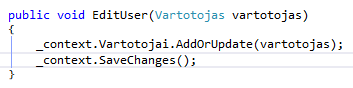 public void EditUser(Vartotojas vartotojas)
{
    _context.Vartotojai.AddOrUpdate(vartotojas);
    _context.SaveChanges();
}